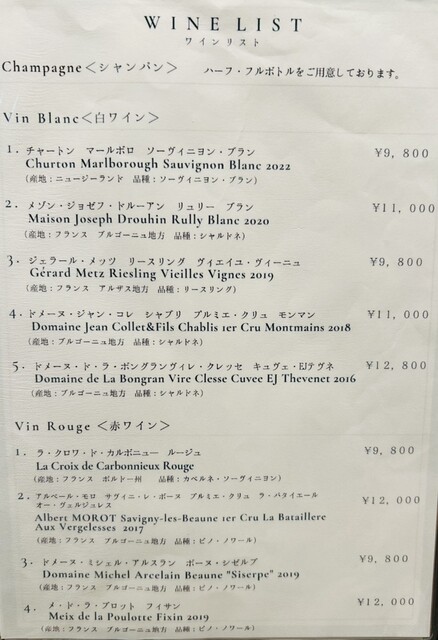 WINE LIST
ワインリスト
Champagne＜シャンパン＞ ハーフ・フルボトルをご用意しております。
Vin Blanc＜白ワイン＞
1. チャートン マールボロ ソーヴィニヨン・ブラン ¥9,800
Churton Marlborough Sauvignon Blanc 2022
(産地：ニュージーランド 品種：ソーヴィニヨン・ブラン)
2. メゾン・ジョゼフ・ドルーアン リュリー ブラン ¥11,000
Maison Joseph Drouhin Rully Blanc 2020
(産地：フランス ブルゴーニュ地方 品種：シャルドネ)
3. ジェラール・メッツ リースリング ヴィエイユ・ヴィーニュ ¥9,800
Gérard Metz Riesling Vieilles Vignes 2019
(産地：フランス アルザス地方 品種：リースリング)
4. ドメーヌ・ジャン・コレ シャブリ プルミエ・クリュ モンマン ¥11,000
Domaine Jean Collet&Fils Chablis 1er Cru Montmains 2018
(産地：ブルゴーニュ地方 品種：シャルドネ)
5. ドメーヌ・ド・ラ・ボングランヴィレ・クレッセ キュヴェ・EJテヴネ ¥12,800
Domaine de La Bongran Vire Clesse Cuvee EJ Thevenet 2016
(産地：ブルゴーニュ地方 品種：シャルドネ)
Vin Rouge ＜赤ワイン＞
1. ラ・クロワ・ド・カルボニュー ルージュ ¥9,800
La Croix de Carbonnieux Rouge
(産地：フランス ボルドー州 品種：カベルネ・ソーヴィニヨン)
2. アルベール・モロ サヴィニ・レ・ボーヌ プルミエ・クリュ ラ・バタイエール
オー・ヴェルジュレス ¥12,000
Albert MOROT Savigny-les-Beaune 1er Cru La Bataillere
Aux Vergelesses 2017
(産地：フランス ブルゴーニュ地方 品種：ピノ・ノワール)
3. ドメーヌ・ミシェル・アルスラン ボーヌ・シゼルプ ¥9,800
Domaine Michel Arcelain Beaune "Siserpe" 2019
(産地：フランス ブルゴーニュ地方 品種：ピノ・ノワール)
4. メ・ド・ラ・プロット フィサン ¥12,000
Meix de la Poulotte Fixin 2019
(産地：フランス ブルゴーニュ地方 品種：ピノ・ノワール)